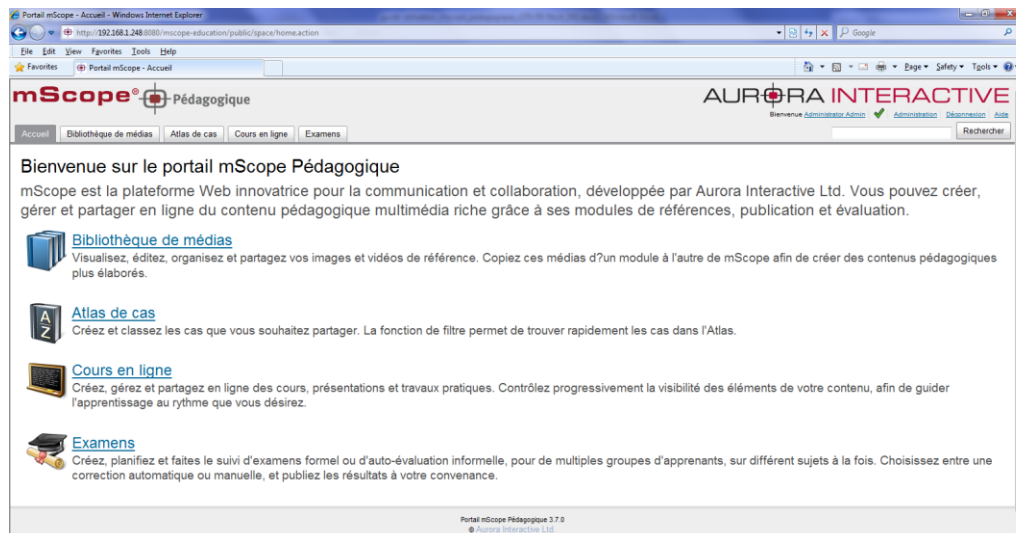 Portail mScope - Accueil - Windows Internet Explorer
http://192.168.1.248:8080/mscope-education/public/space/home.action
Google
File Edit View Favorites Tools Help
Favorites Portail mScope - Accueil
Page Safety Tools
mScope® Pédagogique
AURORA INTERACTIVE
Bienvenue Administrator Admin Administration Déconnexion Aide
Accueil Bibliothèque de médias Atlas de cas Cours en ligne Examens
Rechercher
Bienvenue sur le portail mScope Pédagogique
mScope est la plateforme Web innovatrice pour la communication et collaboration, développée par Aurora Interactive Ltd. Vous pouvez créer,
gérer et partager en ligne du contenu pédagogique multimédia riche grâce à ses modules de références, publication et évaluation.
Bibliothèque de médias
Visualisez, éditez, organisez et partagez vos images et vidéos de référence. Copiez ces médias d?un module à l'autre de mScope afin de créer des contenus pédagogiques
plus élaborés.
A
Z
Atlas de cas
Créez et classez les cas que vous souhaitez partager. La fonction de filtre permet de trouver rapidement les cas dans l'Atlas.
Cours en ligne
Créez, gérez et partagez en ligne des cours, présentations et travaux pratiques. Contrôlez progressivement la visibilité des éléments de votre contenu, afin de guider
l'apprentissage au rythme que vous désirez.
Examens
Créez, planifiez et faites le suivi d'examens formel ou d'auto-évaluation informelle, pour de multiples groupes d'apprenants, sur différent sujets à la fois. Choisissez entre une
correction automatique ou manuelle, et publiez les résultats à votre convenance.
Portail mScope Pédagogique 3.7.0
© Aurora Interactive Ltd.